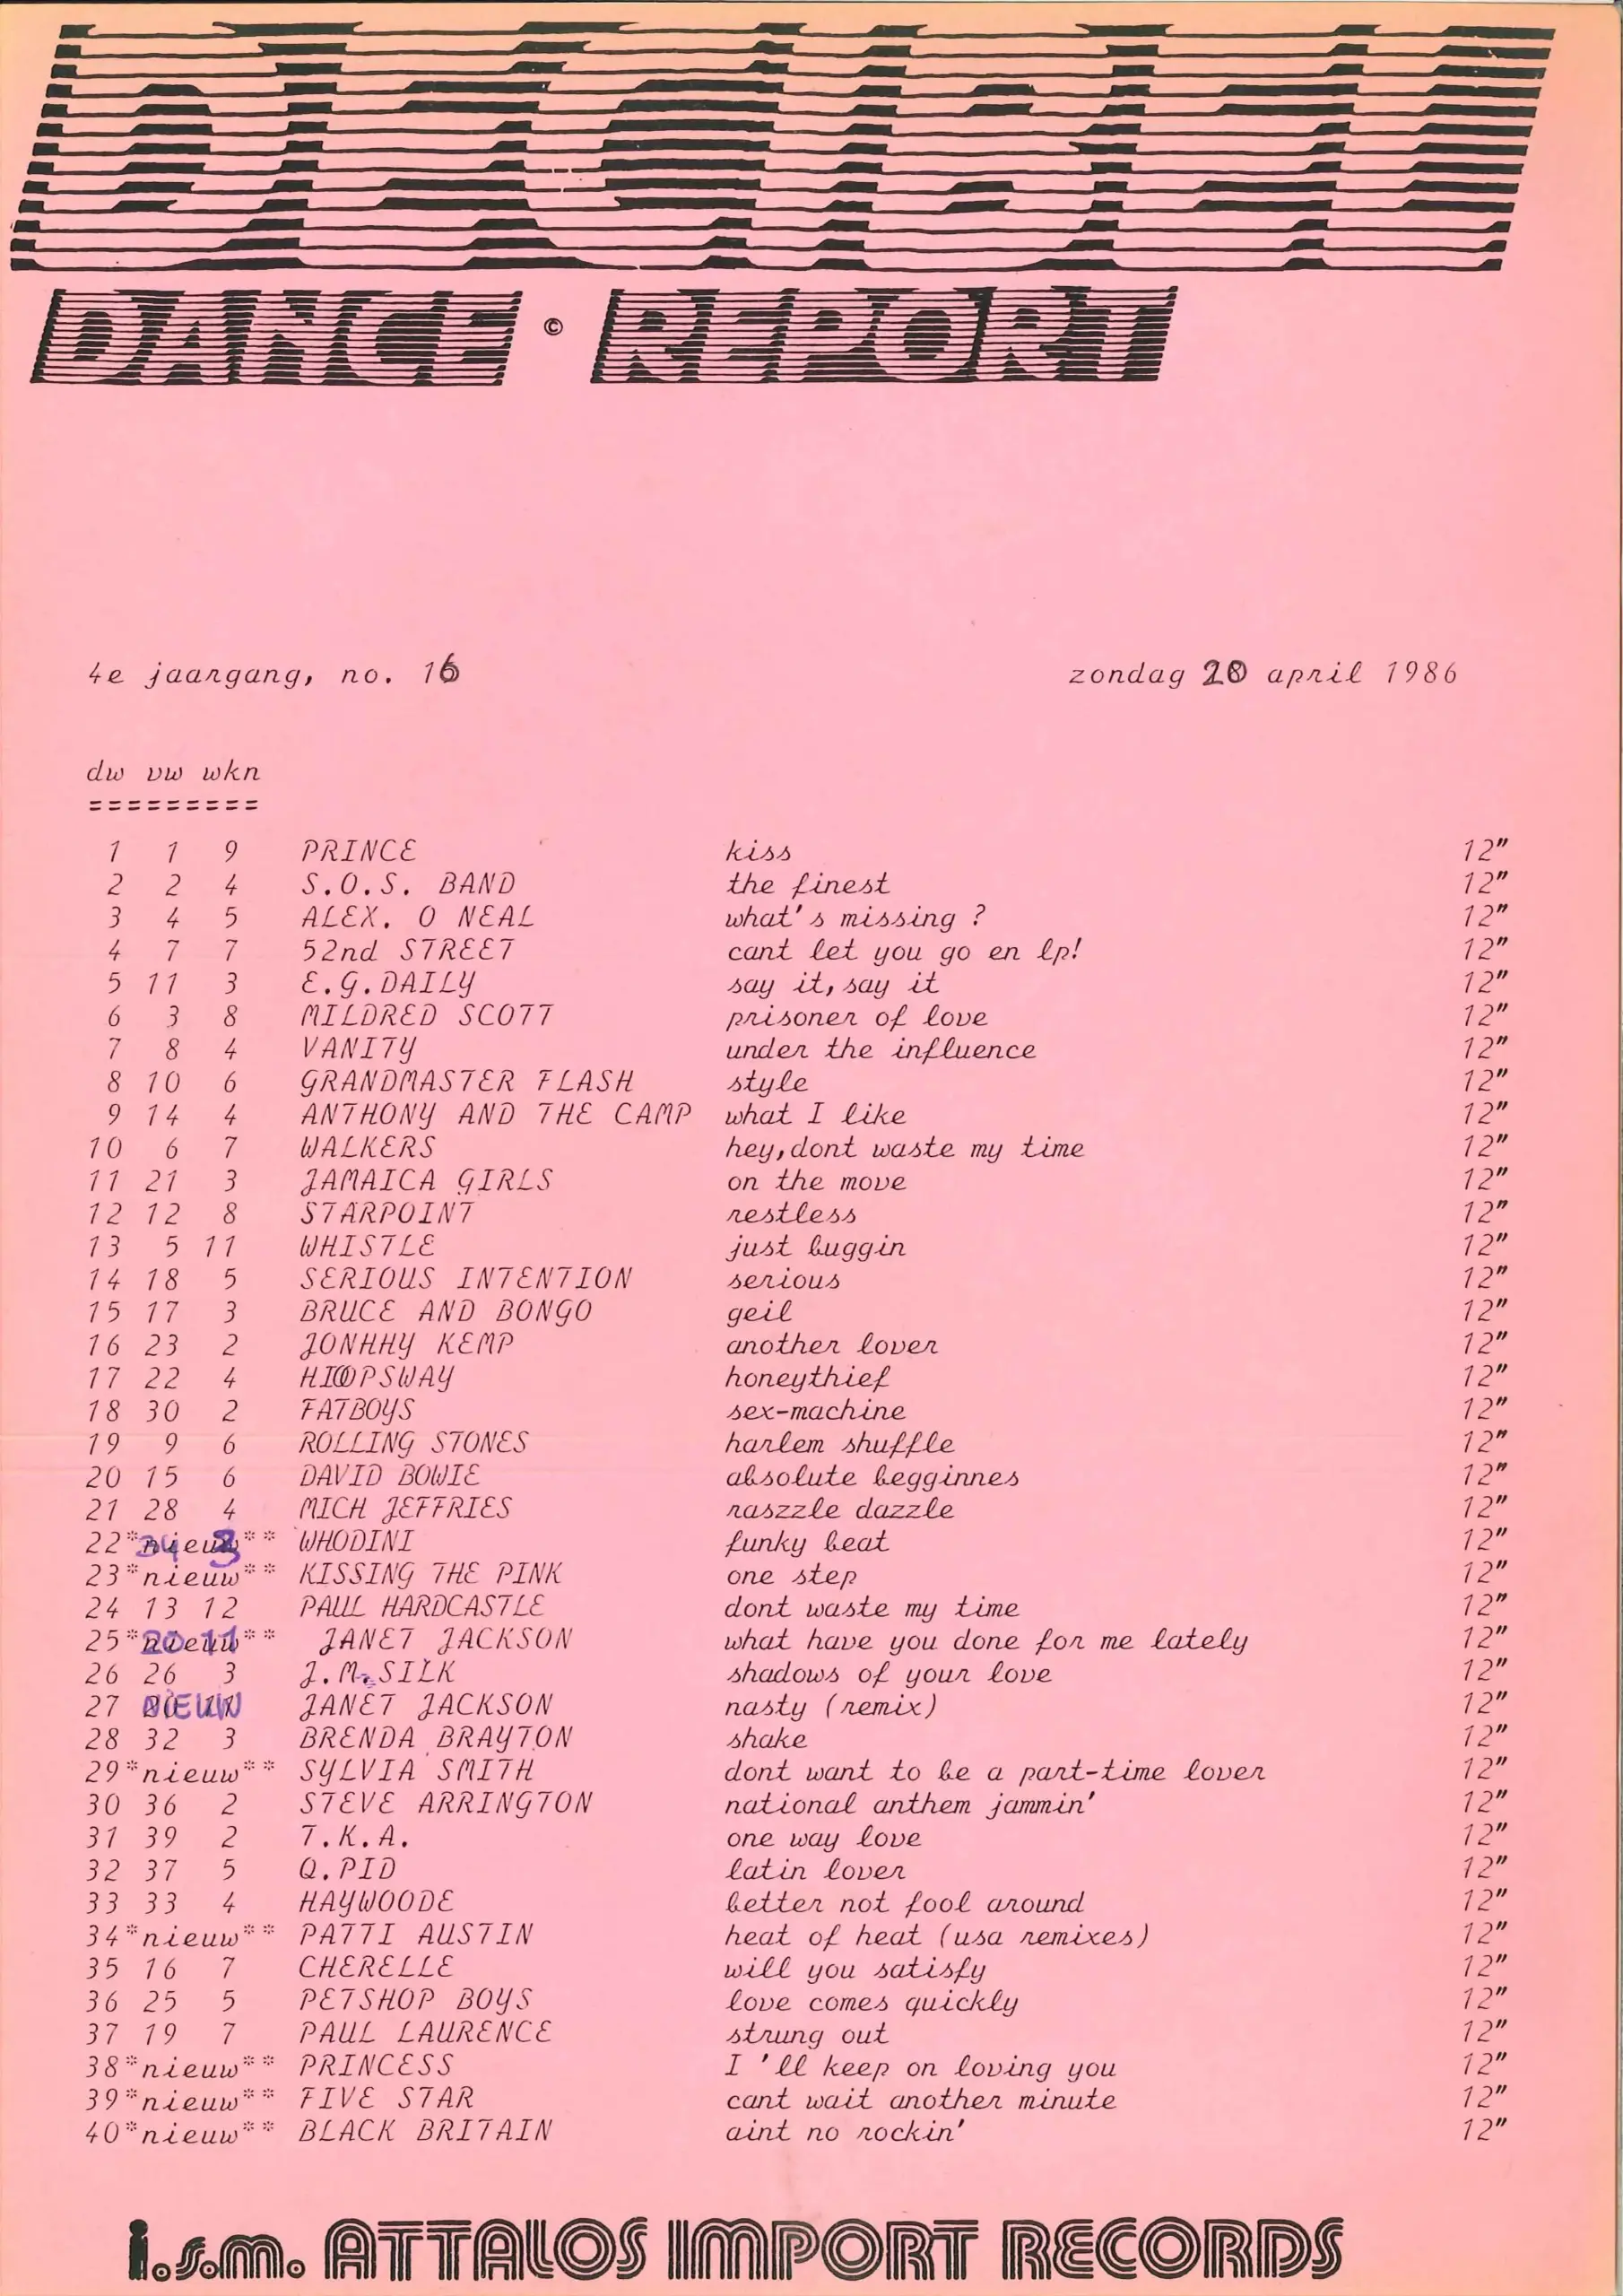 DANCE © REPORT
4e jaargang, no. 16
zondag 20 april 1986
dw vw wkn
=========
1 1 9 PRINCE kiss 12"
2 2 4 S.O.S. BAND the finest 12"
3 4 5 ALEX. O NEAL what's missing ? 12"
4 7 7 52nd STREET cant let you go en lp! 12"
5 11 3 E.G.DAILY say it,say it 12"
6 3 8 MILDRED SCOTT prisoner of love 12"
7 8 4 VANITY under the influence 12"
8 10 6 GRANDMASTER FLASH style 12"
9 14 4 ANTHONY AND THE CAMP what I like 12"
10 6 7 WALKERS hey,dont waste my time 12"
11 21 3 JAMAICA GIRLS on the move 12"
12 12 8 STARPOINT restless 12"
13 5 11 WHISTLE just buggin 12"
14 18 5 SERIOUS INTENTION serious 12"
15 17 3 BRUCE AND BONGO geil 12"
16 23 2 JONHHY KEMP another lover 12"
17 22 4 HIPSWAY honeythief 12"
18 30 2 FATBOYS sex-machine 12"
19 9 6 ROLLING STONES harlem shuffle 12"
20 15 6 DAVID BOWIE absolute begginnes 12"
21 28 4 MICH JEFFRIES raszzle dazzle 12"
22 34 3 WHODINI funky beat 12"
23*nieuw** KISSING THE PINK one step 12"
24 13 12 PAUL HARDCASTLE dont waste my time 12"
25 20 11 JANET JACKSON what have you done for me lately 12"
26 26 3 J.M.SILK shadows of your love 12"
27 NIEUW JANET JACKSON nasty (remix) 12"
28 32 3 BRENDA BRAYTON shake 12"
29*nieuw** SYLVIA SMITH dont want to be a part-time lover 12"
30 36 2 STEVE ARRINGTON national anthem jammin' 12"
31 39 2 T.K.A. one way love 12"
32 37 5 Q.PID latin lover 12"
33 33 4 HAYWOODE better not fool around 12"
34*nieuw** PATTI AUSTIN heat of heat (usa remixes) 12"
35 16 7 CHERELLE will you satisfy 12"
36 25 5 PETSHOP BOYS love comes quickly 12"
37 19 7 PAUL LAURENCE strung out 12"
38*nieuw** PRINCESS I 'll keep on loving you 12"
39*nieuw** FIVE STAR cant wait another minute 12"
40*nieuw** BLACK BRITAIN aint no rockin' 12"
i.s.m. ATTALOS IMPORT RECORDS